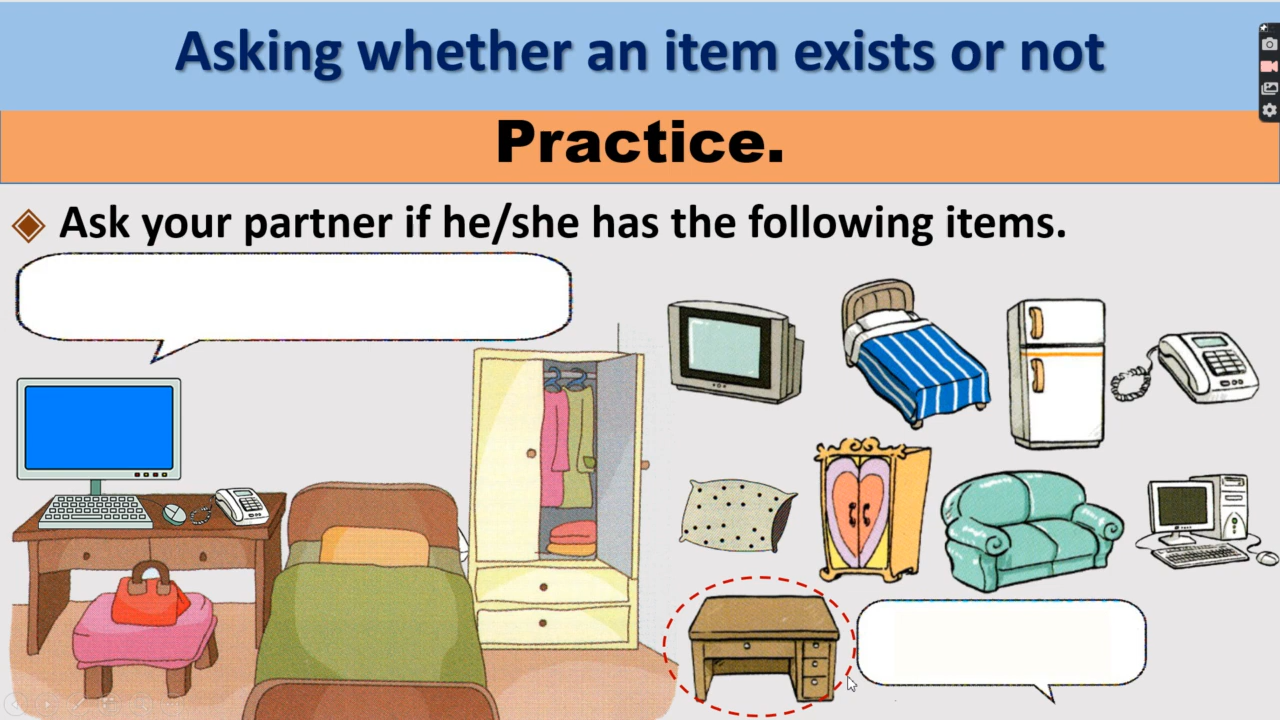 Asking whether an item exists or not
Practice.
Ask your partner if he/she has the following items.